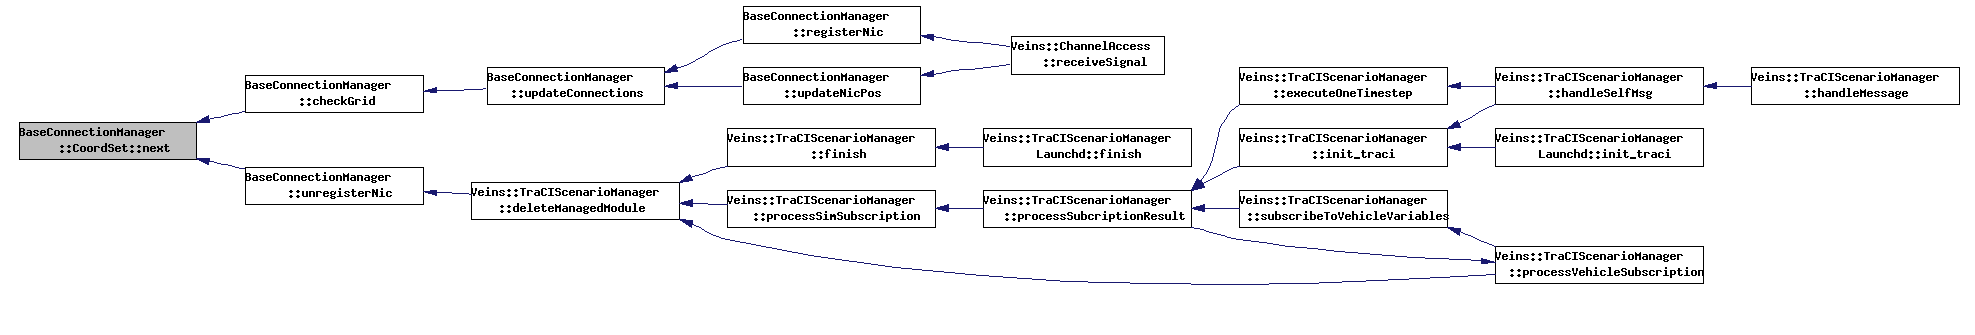 BaseConnectionManager
::CoordSet::next
BaseConnectionManager
::checkGrid
BaseConnectionManager
::unregisterNic
BaseConnectionManager
::updateConnections
Veins::TraCIScenarioManager
::deleteManagedModule
BaseConnectionManager
::registerNic
BaseConnectionManager
::updateNicPos
Veins::TraCIScenarioManager
::finish
Veins::TraCIScenarioManager
::processSimSubscription
Veins::ChannelAccess
::receiveSignal
Veins::TraCIScenarioManager
Launchd::finish
Veins::TraCIScenarioManager
::processSubcriptionResult
Veins::TraCIScenarioManager
::executeOneTimestep
Veins::TraCIScenarioManager
::init_traci
Veins::TraCIScenarioManager
::subscribeToVehicleVariables
Veins::TraCIScenarioManager
::handleSelfMsg
Veins::TraCIScenarioManager
Launchd::init_traci
Veins::TraCIScenarioManager
::processVehicleSubscription
Veins::TraCIScenarioManager
::handleMessage